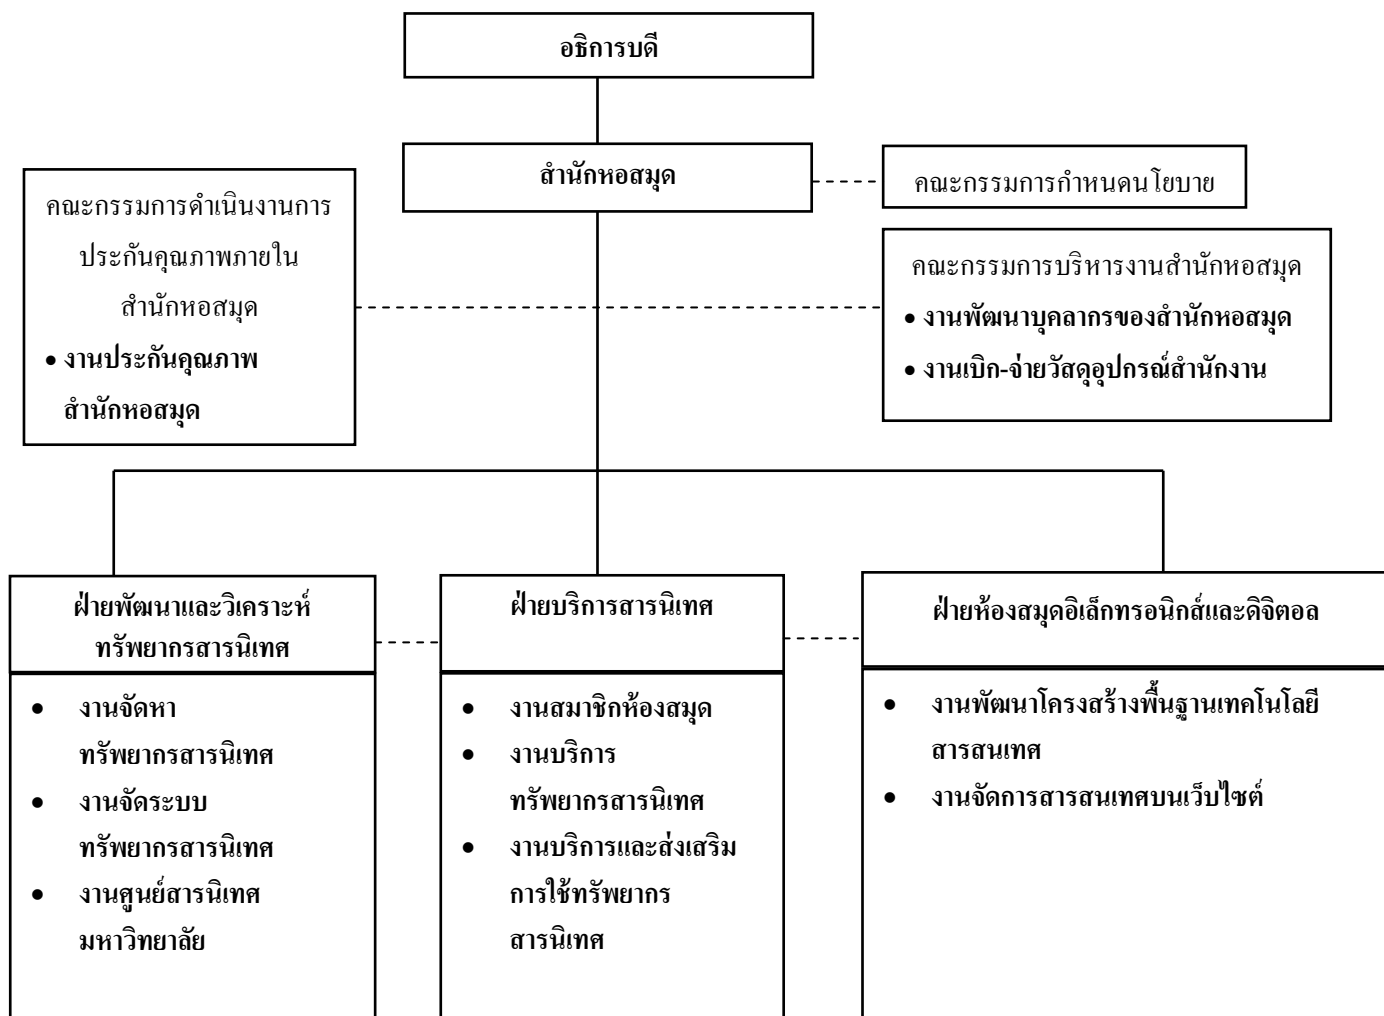 อธิการบดี
สำนักหอสมุด
คณะกรรมการกำหนดนโยบาย
คณะกรรมการดำเนินงานการ
ประกันคุณภาพภายใน
สำนักหอสมุด
• งานประกันคุณภาพ
สำนักหอสมุด
คณะกรรมการบริหารงานสำนักหอสมุด
• งานพัฒนาบุคลากรของสำนักหอสมุด
• งานเบิก-จ่ายวัสดุอุปกรณ์สำนักงาน
ฝ่ายพัฒนาและวิเคราะห์
ทรัพยากรสารนิเทศ
• งานจัดหา
ทรัพยากรสารนิเทศ
• งานจัดระบบ
ทรัพยากรสารนิเทศ
• งานศูนย์สารนิเทศ
มหาวิทยาลัย
ฝ่ายบริการสารนิเทศ
• งานสมาชิกห้องสมุด
• งานบริการ
ทรัพยากรสารนิเทศ
• งานบริการและส่งเสริม
การใช้ทรัพยากร
สารนิเทศ
ฝ่ายห้องสมุดอิเล็กทรอนิกส์และดิจิตอล
• งานพัฒนาโครงสร้างพื้นฐานเทคโนโลยี
สารสนเทศ
• งานจัดการสารสนเทศบนเว็บไซต์